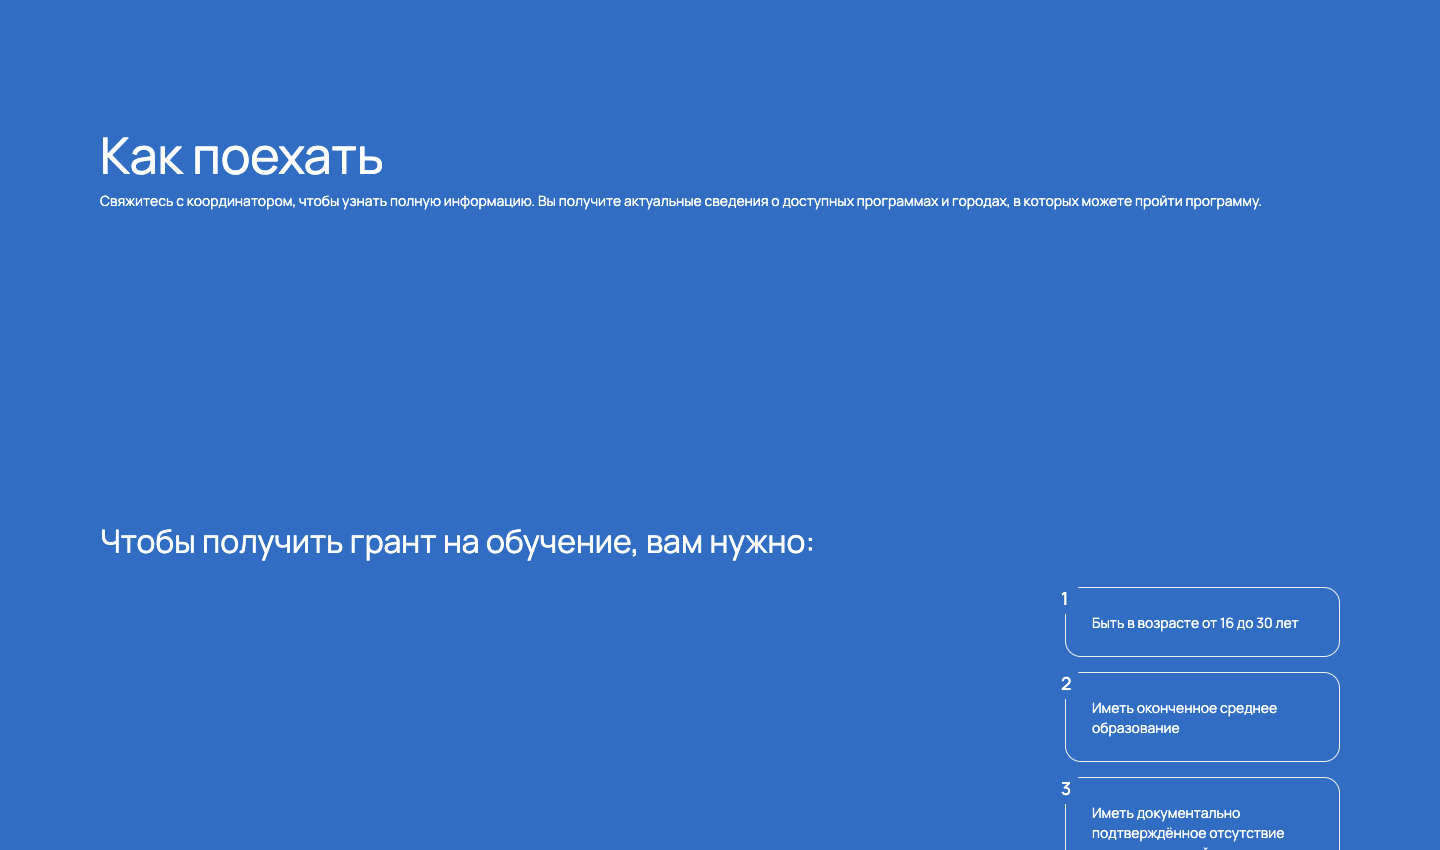 Как поехать
Свяжитесь с координатором, чтобы узнать полную информацию. Вы получите актуальные сведения о доступных программах и городах, в которых можете пройти программу.
Чтобы получить грант на обучение, вам нужно:
1
Быть в возрасте от 16 до 30 лет
2
Иметь оконченное среднее
образование
3
Иметь документально
подтверждённое отсутствие